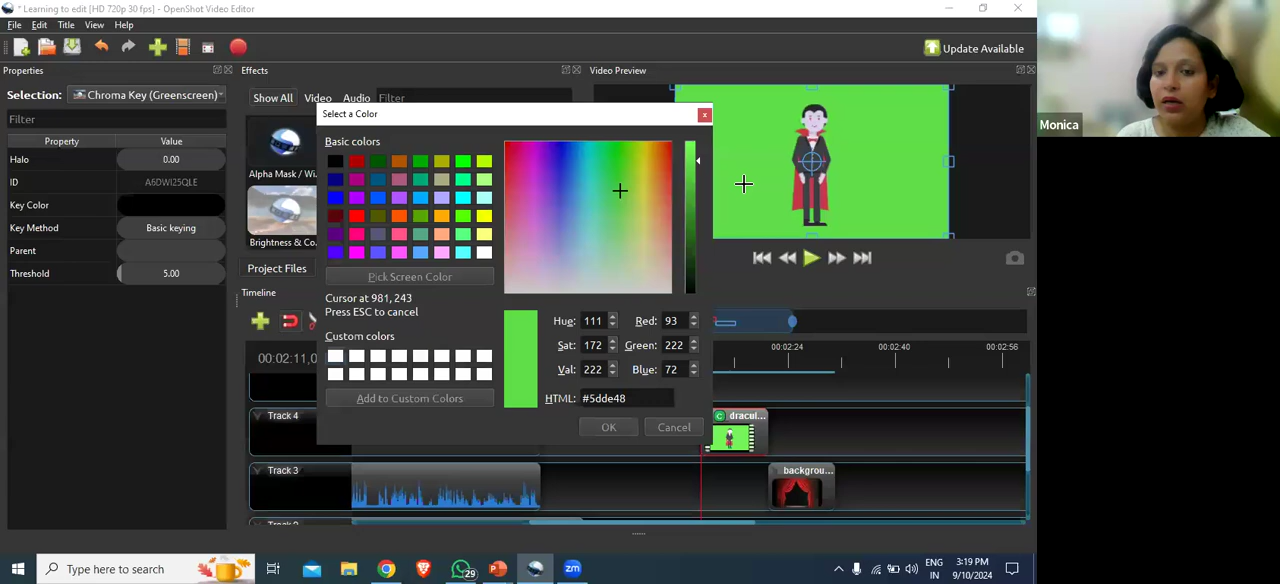 * Learning to edit [HD 720p 30 fps] - OpenShot Video Editor
File Edit Title View Help
Update Available
Properties
Effects
Video Preview
Selection: Chroma Key (Greenscreen)
Show All Video Audio Filter
Filter
Property Value
Halo 0.00
ID A6DWI25QLE
Key Color
Key Method Basic keying
Parent
Threshold 5.00
Alpha Mask / Wi...
Brightness & Co...
Project Files
Select a Color
Basic colors
Pick Screen Color
Cursor at 981, 243
Press ESC to cancel
Custom colors
Add to Custom Colors
Hue: 111 Red: 93
Sat: 172 Green: 222
Val: 222 Blue: 72
HTML: #5dde48
OK Cancel
Monica
Timeline
00:02:11,0
00:02:24 00:02:40 00:02:56
Track 4
C dracul...
Track 3
backgrou...
Type here to search
29
zm
ENG
IN
3:19 PM
9/10/2024